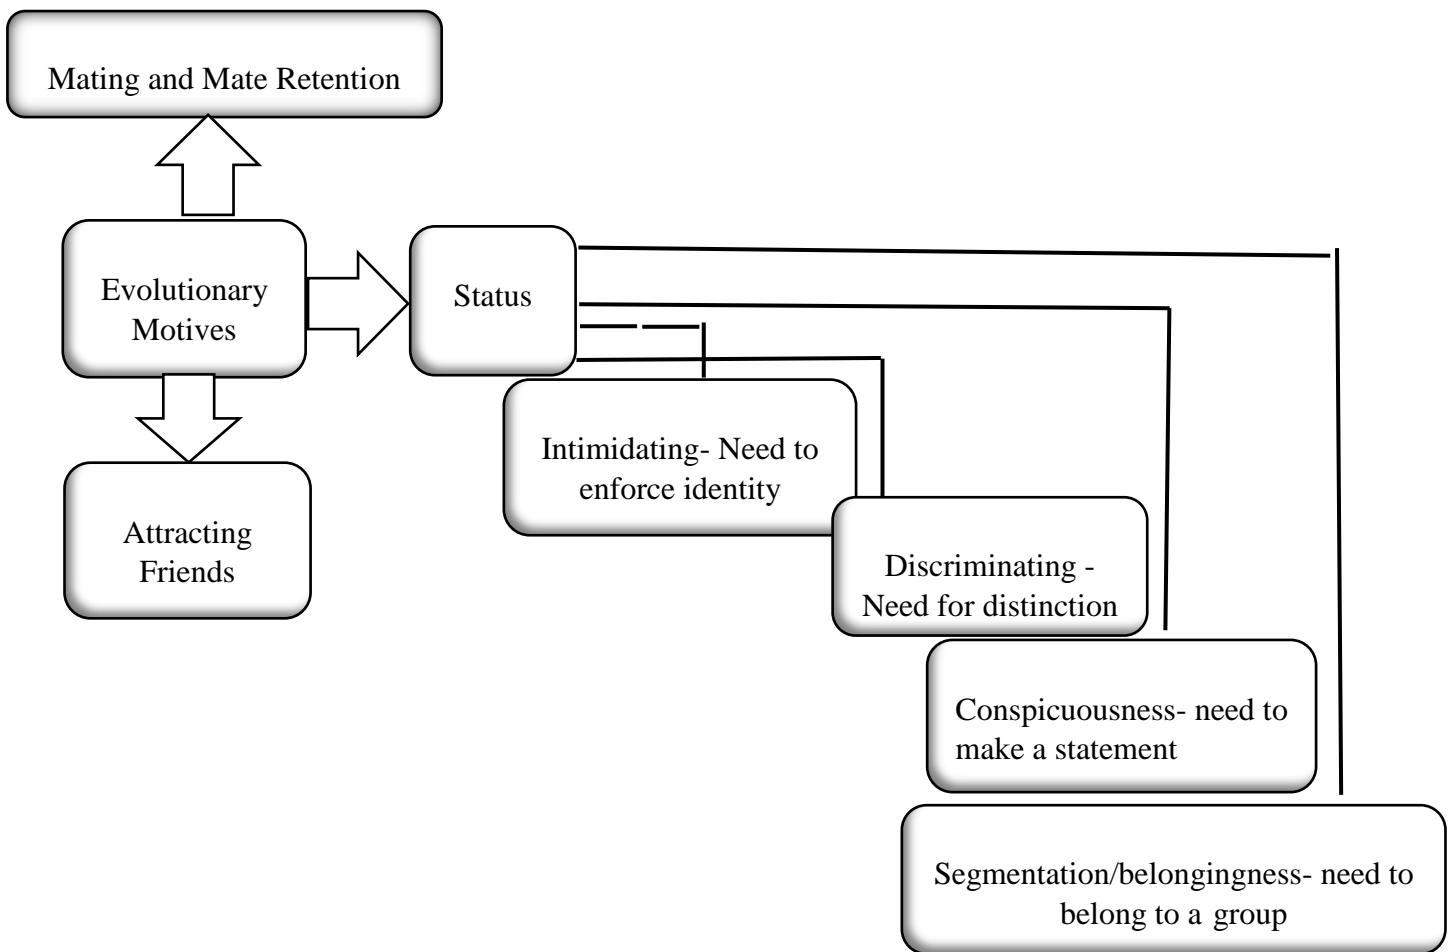 Mating and Mate Retention
Evolutionary
Motives
Status
Intimidating- Need to
enforce identity
Attracting
Friends
Discriminating -
Need for distinction
Conspicuousness- need to
make a statement
Segmentation/belongingness- need to
belong to a group